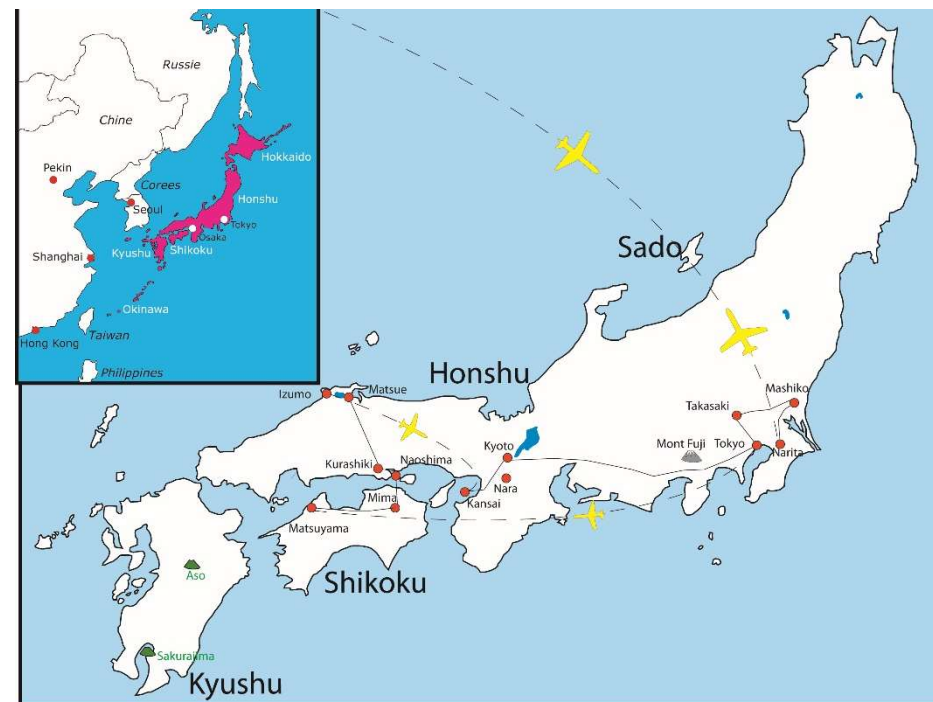 Russie
Chine
Hokkaido
Pekin
Corees
Seoul
Honshu
Tokyo
Osaka
Kyushu
Shikoku
Shanghai
Okinawa
Taiwan
Hong Kong
Philippines
Sado
Honshu
Izumo
Matsue
Mashiko
Takasaki
Kyoto
Mont Fuji
Tokyo
Narita
Kurashiki
Naoshima
Nara
Mima
Kansai
Matsuyama
Aso
Shikoku
Sakurajima
Kyushu